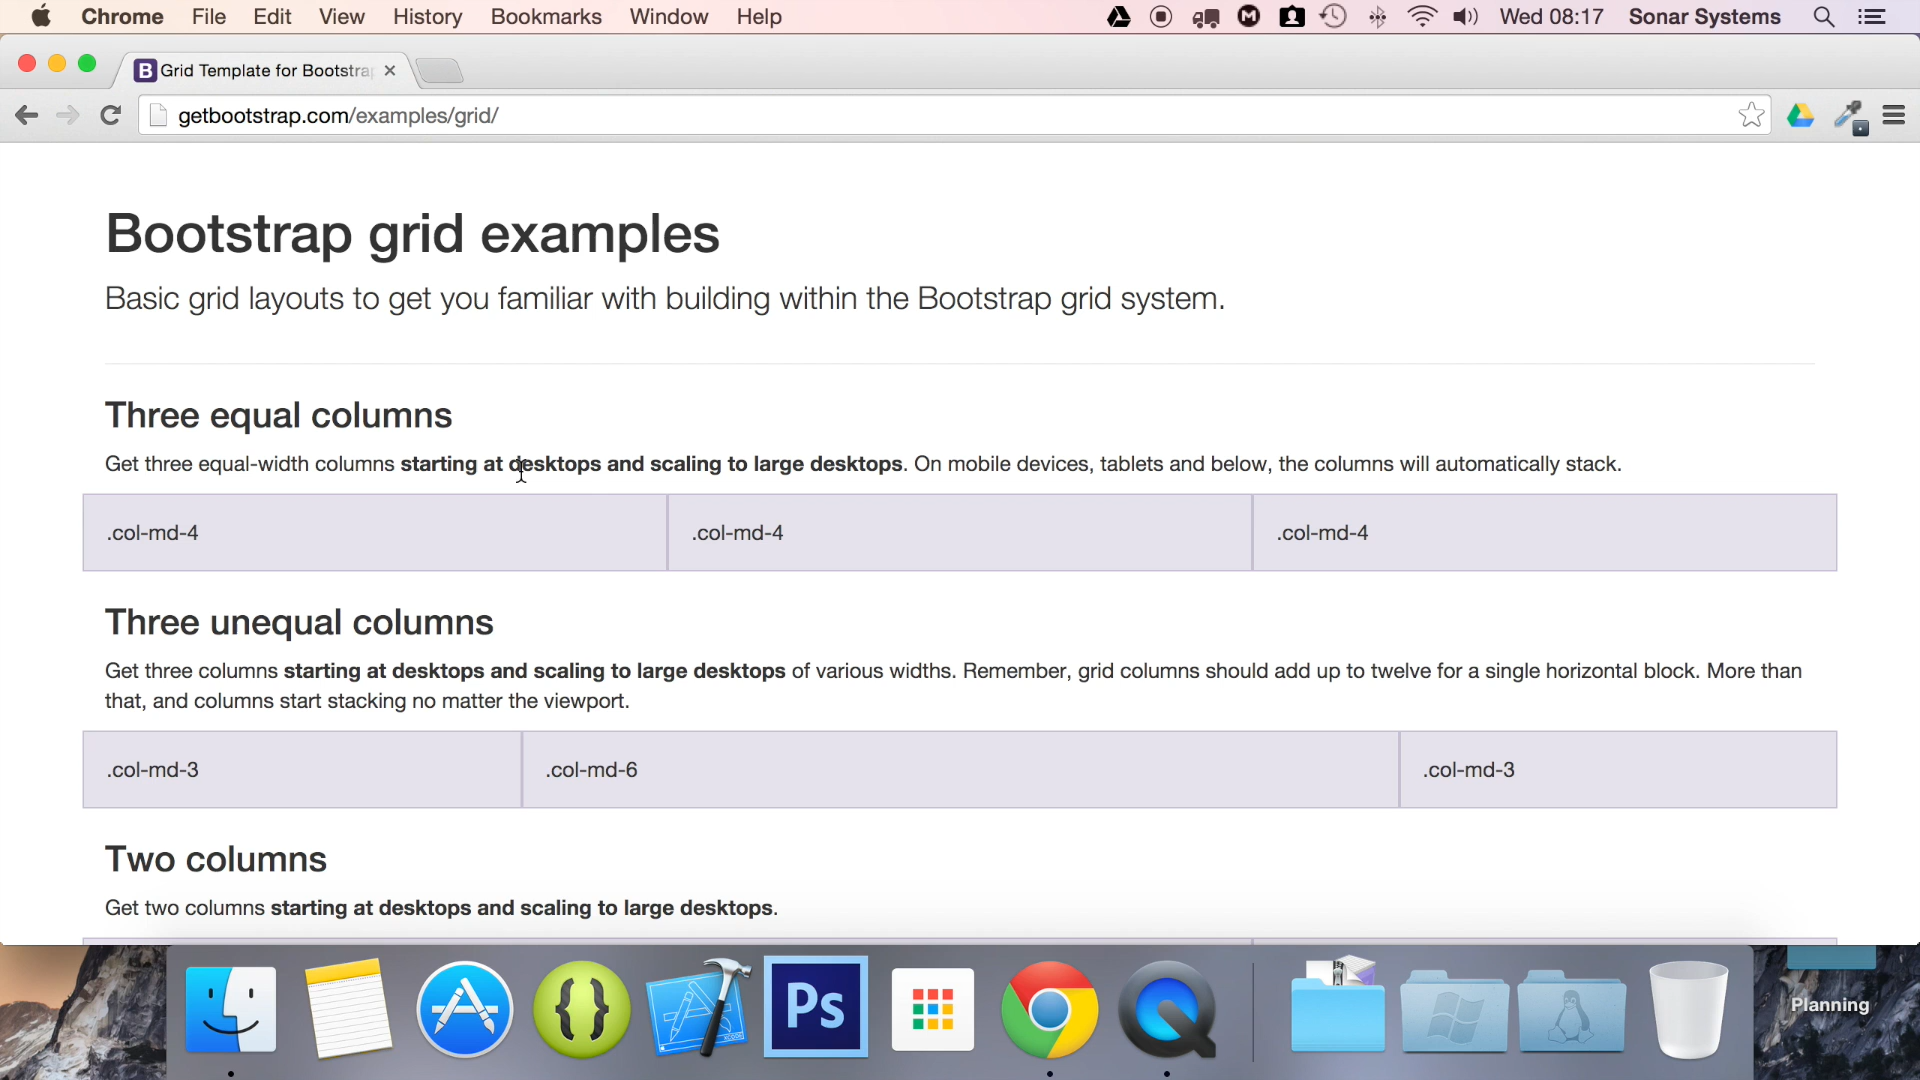 Chrome File Edit View History Bookmarks Window Help Wed 08:17 Sonar Systems
B Grid Template for Bootstra
getbootstrap.com/examples/grid/
Bootstrap grid examples
Basic grid layouts to get you familiar with building within the Bootstrap grid system.
Three equal columns
Get three equal-width columns starting at desktops and scaling to large desktops. On mobile devices, tablets and below, the columns will automatically stack.
.col-md-4 .col-md-4 .col-md-4
Three unequal columns
Get three columns starting at desktops and scaling to large desktops of various widths. Remember, grid columns should add up to twelve for a single horizontal block. More than
that, and columns start stacking no matter the viewport.
.col-md-3 .col-md-6 .col-md-3
Two columns
Get two columns starting at desktops and scaling to large desktops.
{} Ps Planning